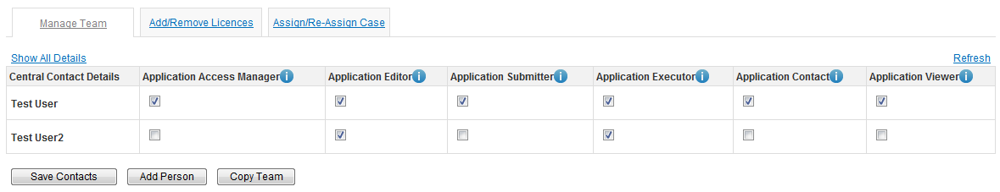 Manage Team Add/Remove Licences Assign/Re-Assign Case
Show All Details Refresh
Central Contact Details Application Access Manager i Application Editor i Application Submitter i Application Executor i Application Contact i Application Viewer i
Test User
Test User2
Save Contacts Add Person Copy Team